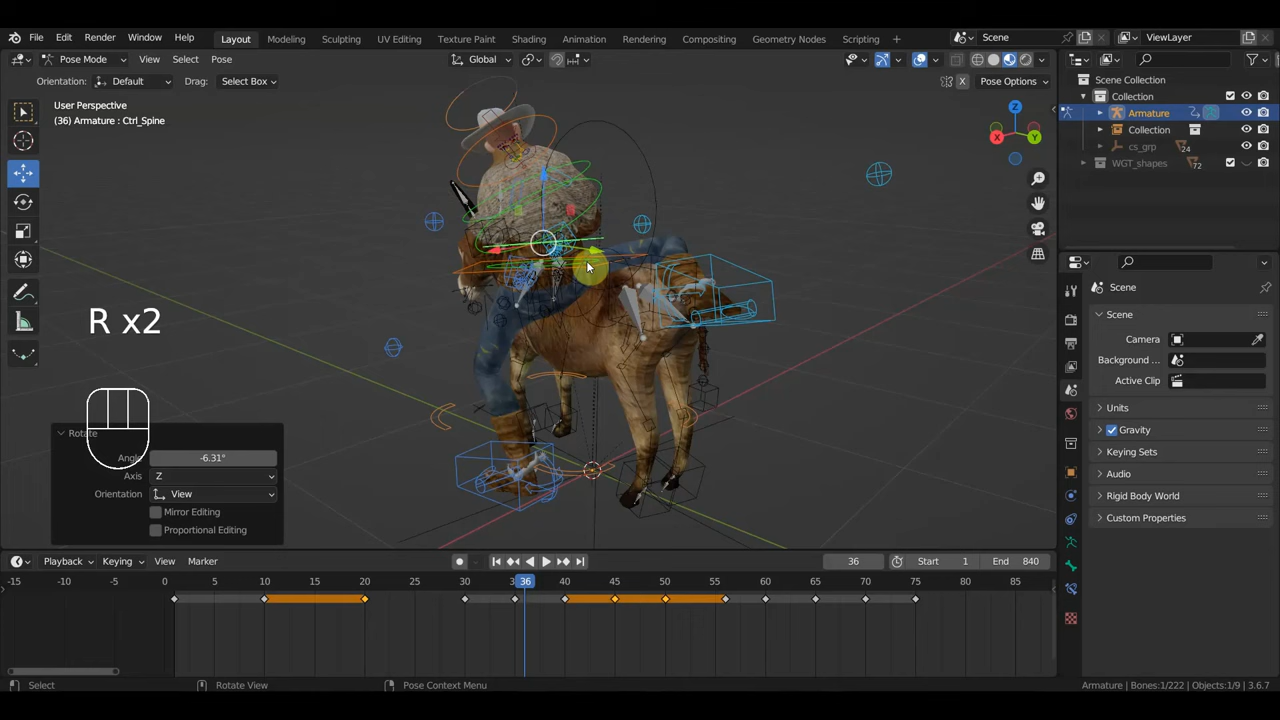 File Edit Render Window Help Layout Modeling Sculpting UV Editing Texture Paint Shading Animation Rendering Compositing Geometry Nodes Scripting + Scene ViewLayer
Pose Mode View Select Pose Global
Orientation: Default Drag: Select Box X Pose Options
User Perspective
(36) Armature : Ctrl_Spine
Scene Collection
Collection
Armature
Collection
cs_grp 24
WGT_shapes 72
Z
X
Y
R x2
Scene
Scene
Camera
Background ...
Active Clip
Units
Gravity
Keying Sets
Audio
Rigid Body World
Custom Properties
Rotate
Angle -6.31°
Axis Z
Orientation View
Mirror Editing
Proportional Editing
Playback Keying View Marker 36 Start 1 End 840
-15 -10 -5 0 5 10 15 20 25 30 36 40 45 50 55 60 65 70 75 80 85
Select Rotate View Pose Context Menu Armature | Bones:1/222 | Objects:1/9 | 3.6.7